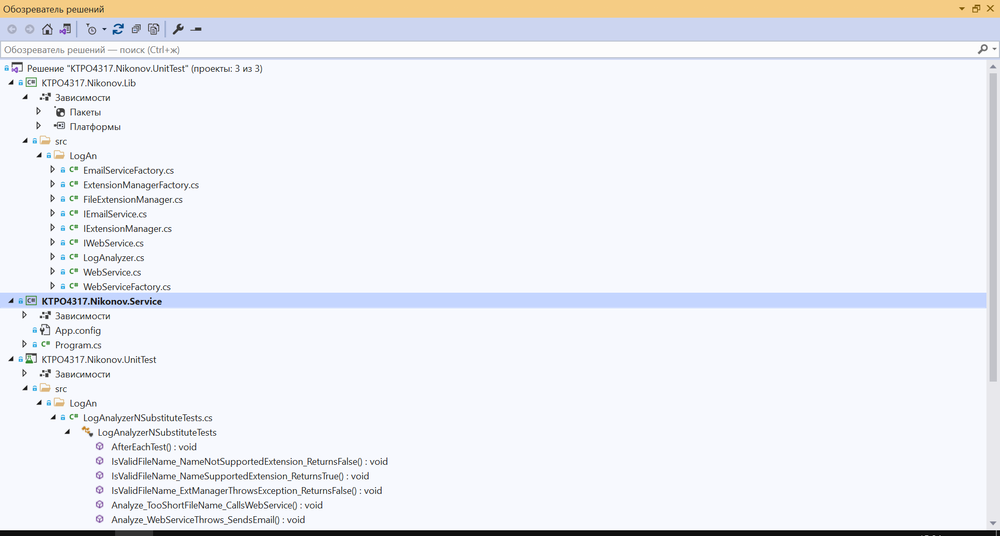 Обозреватель решений
Обозреватель решений — поиск (Ctrl+ж)
Решение "KTPO4317.Nikonov.UnitTest" (проекты: 3 из 3)
C# KTPO4317.Nikonov.Lib
Зависимости
Пакеты
Платформы
src
LogAn
C# EmailServiceFactory.cs
C# ExtensionManagerFactory.cs
C# FileExtensionManager.cs
C# IEmailService.cs
C# IExtensionManager.cs
C# IWebService.cs
C# LogAnalyzer.cs
C# WebService.cs
C# WebServiceFactory.cs
C# KTPO4317.Nikonov.Service
Зависимости
App.config
C# Program.cs
KTPO4317.Nikonov.UnitTest
Зависимости
src
LogAn
C# LogAnalyzerNSubstituteTests.cs
LogAnalyzerNSubstituteTests
AfterEachTest() : void
IsValidFileName_NameNotSupportedExtension_ReturnsFalse() : void
IsValidFileName_NameSupportedExtension_ReturnsTrue() : void
IsValidFileName_ExtManagerThrowsException_ReturnsFalse() : void
Analyze_TooShortFileName_CallsWebService() : void
Analyze_WebServiceThrows_SendsEmail() : void